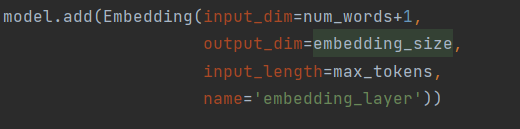 model.add(Embedding(input_dim=num_words+1,
output_dim=embedding_size,
input_length=max_tokens,
name='embedding_layer'))